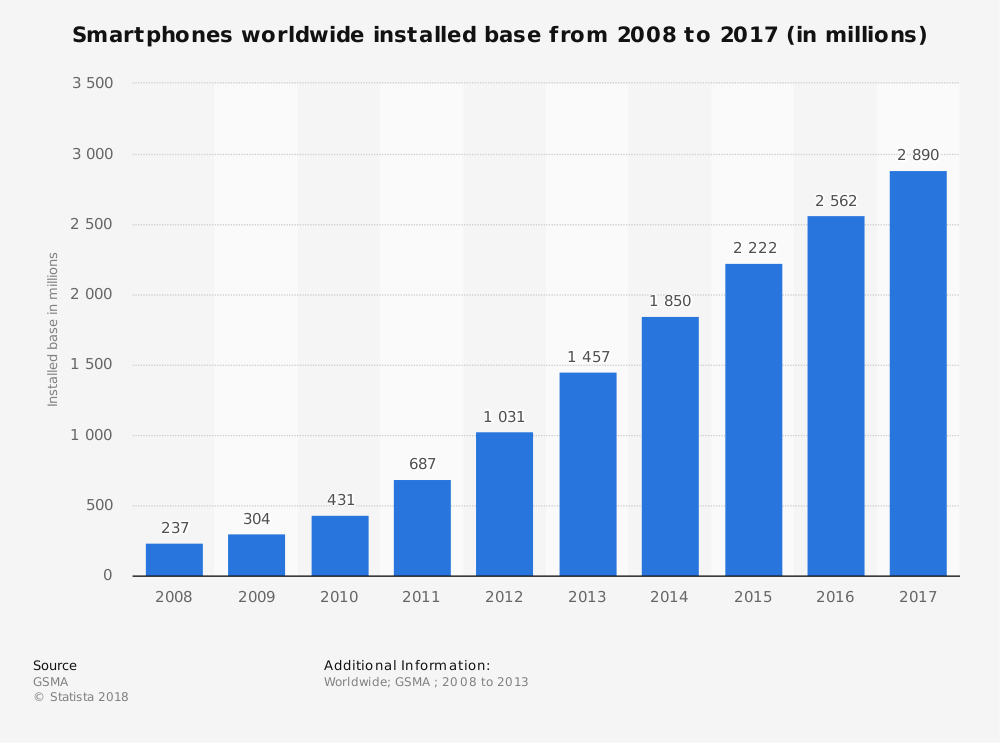 Smartphones worldwide installed base from 2008 to 2017 (in millions)
3 500
3 000
2 500
2 000
1 500
1 000
500
0
Installed base in millions
237
304
431
687
1 031
1 457
1 850
2 222
2 562
2 890
2008 2009 2010 2011 2012 2013 2014 2015 2016 2017
Source
GSMA
© Statista 2018
Additional Information:
Worldwide; GSMA ; 2008 to 2013